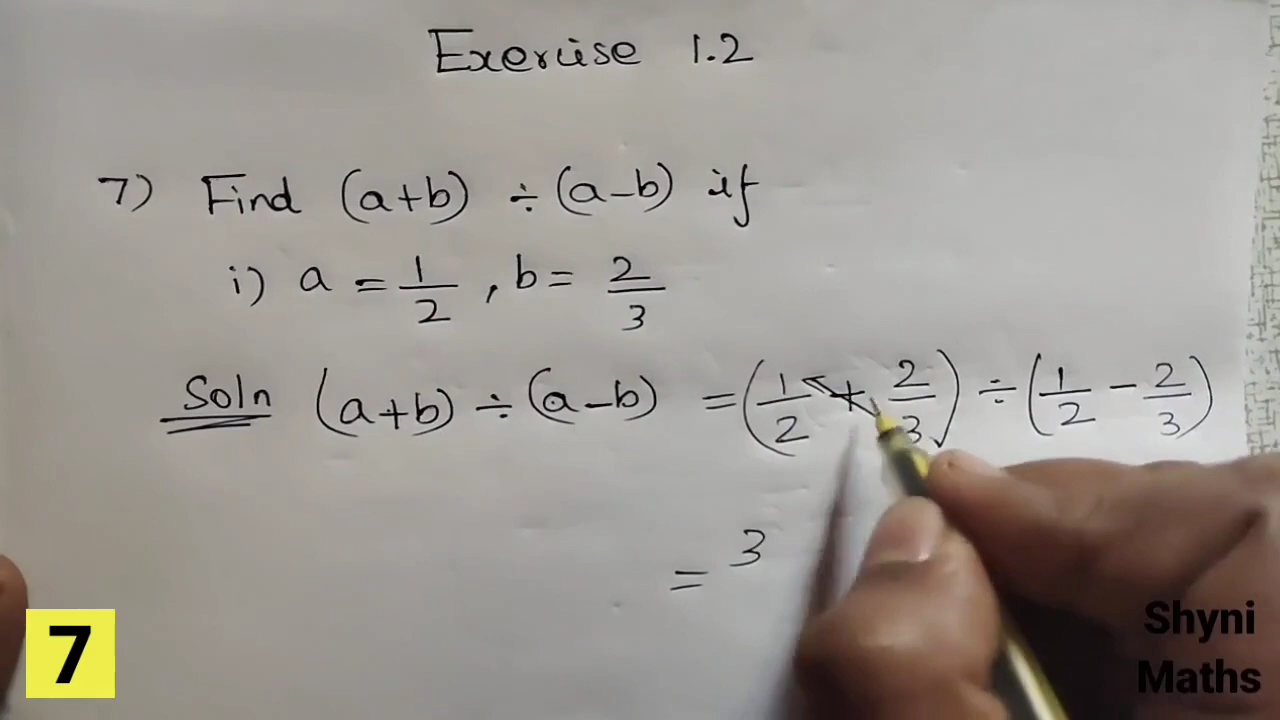 Exercise 1.2
7) Find (a+b) ÷ (a-b) if
i) a = 1/2 , b = 2/3
Soln (a+b) ÷ (a-b) = (1/2 + 2/3) ÷ (1/2 - 2/3)
= 3
7
Shyni
Maths